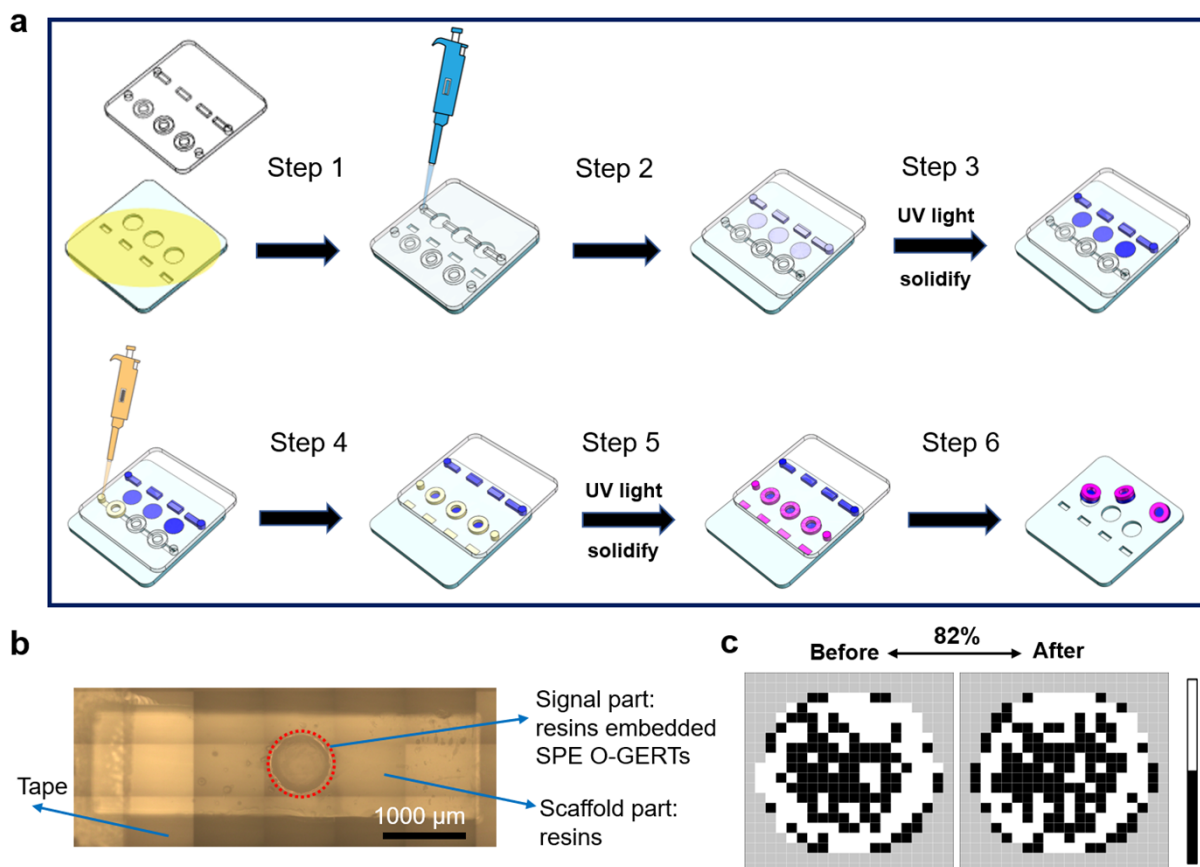 a
Step 1
Step 2
Step 3
UV light
solidify
Step 4
Step 5
UV light
solidify
Step 6
b
Signal part:
resins embedded
SPE O-GERTs
Tape
Scaffold part:
resins
1000 µm
c
82%
Before
After